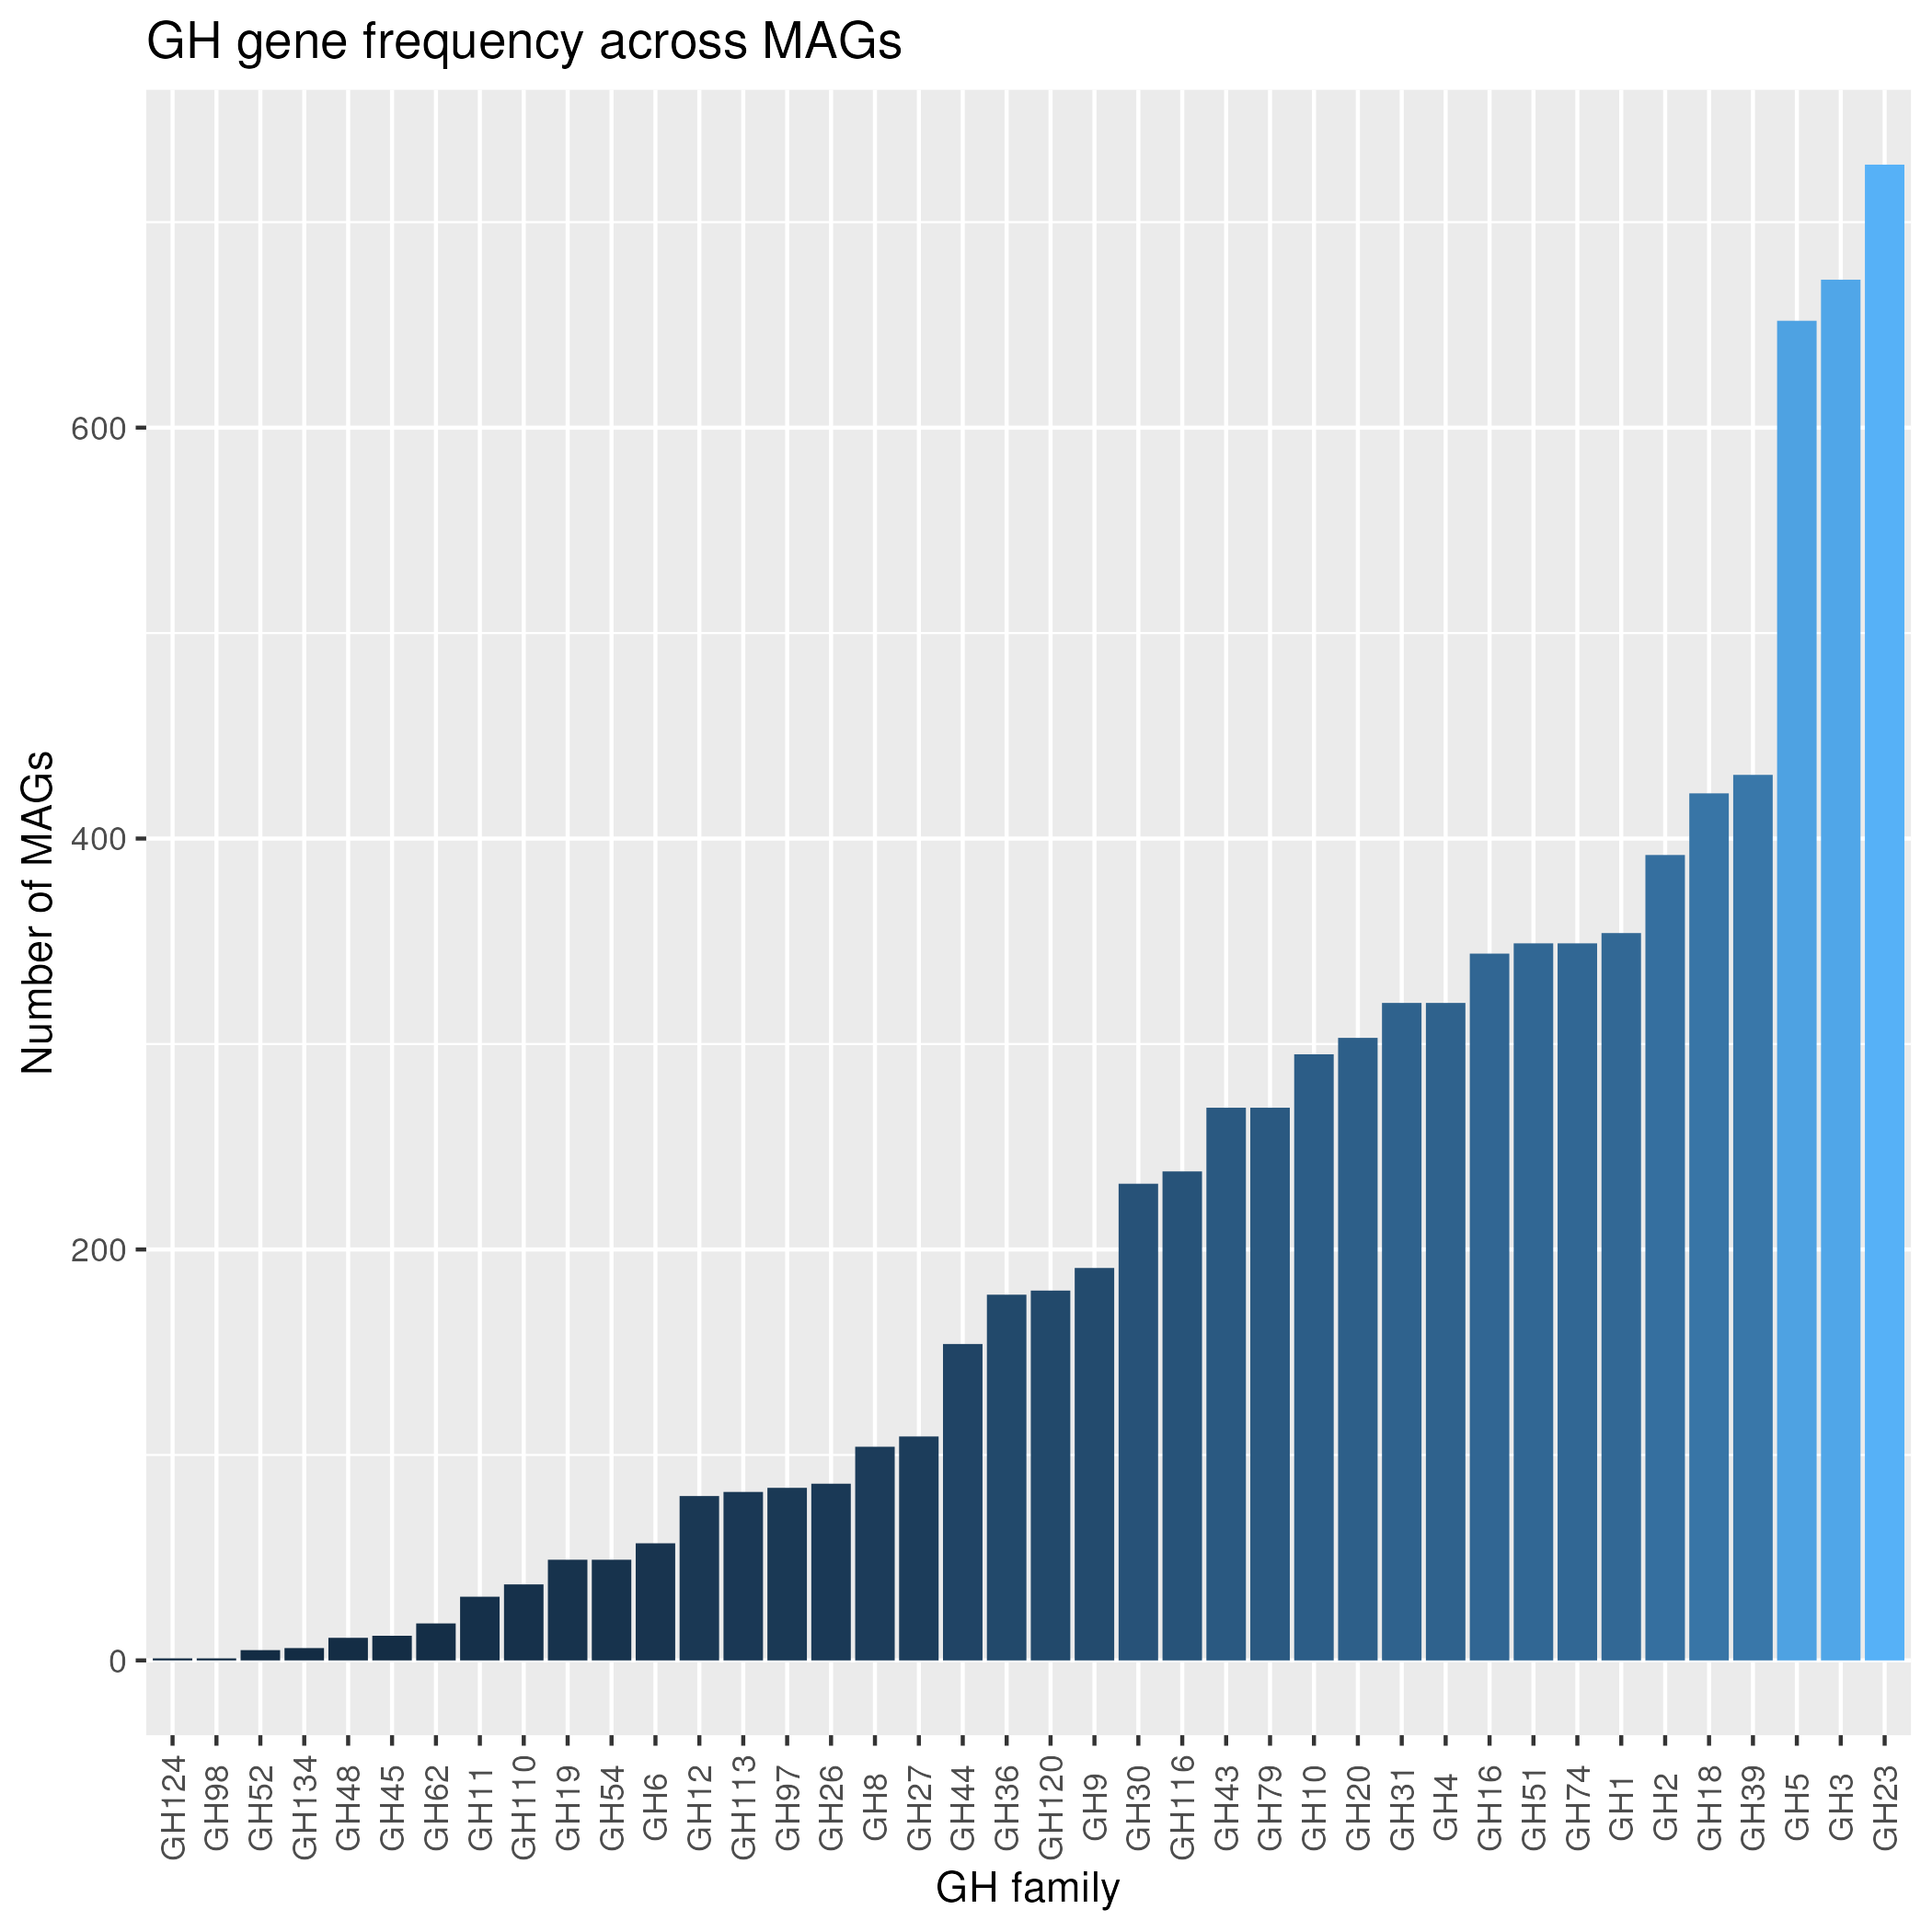 GH gene frequency across MAGs
Number of MAGs
600
400
200
0
GH124 GH98 GH52 GH134 GH48 GH45 GH62 GH11 GH110 GH19 GH54 GH6 GH12 GH113 GH97 GH26 GH8 GH27 GH44 GH36 GH120 GH9 GH30 GH116 GH43 GH79 GH10 GH20 GH31 GH4 GH16 GH51 GH74 GH1 GH2 GH18 GH39 GH5 GH3 GH23
GH family